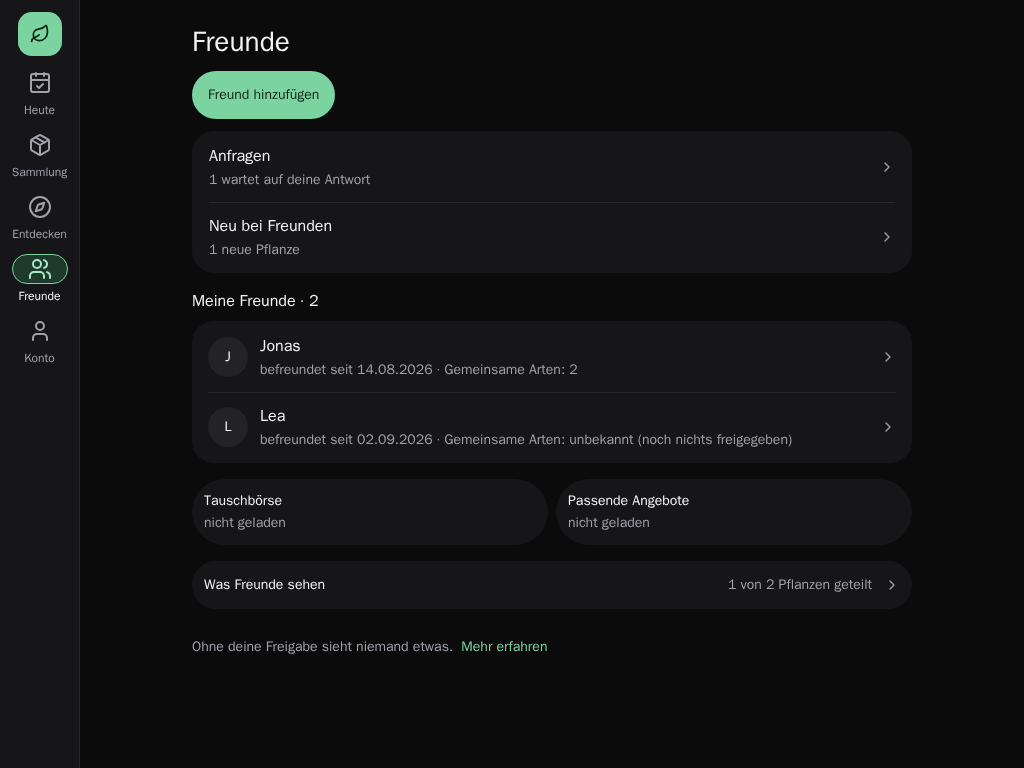 Heute
Sammlung
Entdecken
Freunde
Konto
Freunde
Freund hinzufügen
Anfragen
1 wartet auf deine Antwort
Neu bei Freunden
1 neue Pflanze
Meine Freunde · 2
J
Jonas
befreundet seit 14.08.2026 · Gemeinsame Arten: 2
L
Lea
befreundet seit 02.09.2026 · Gemeinsame Arten: unbekannt (noch nichts freigegeben)
Tauschbörse
nicht geladen
Passende Angebote
nicht geladen
Was Freunde sehen
1 von 2 Pflanzen geteilt
Ohne deine Freigabe sieht niemand etwas. Mehr erfahren